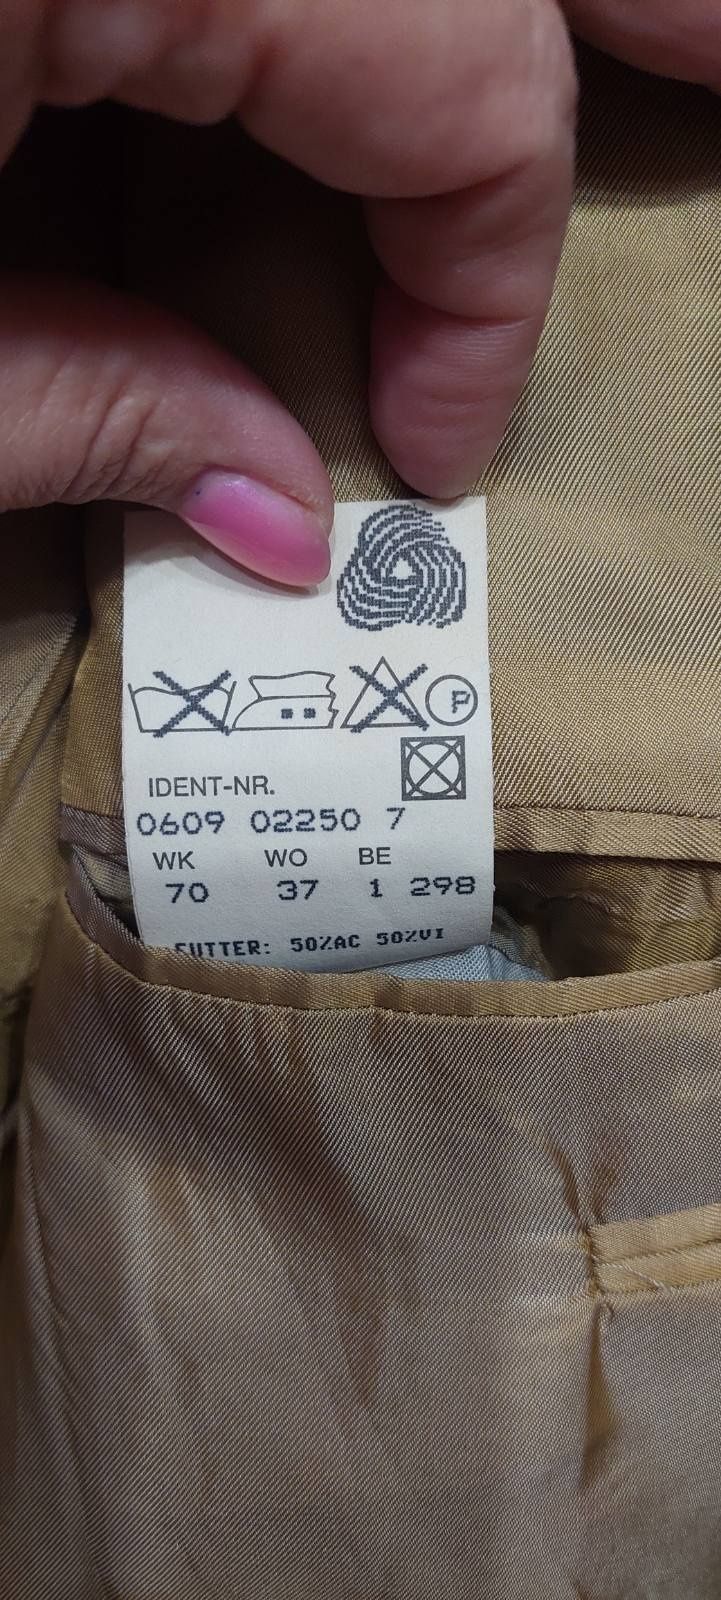 P
IDENT-NR.
0609 02250 7
WK WO BE
70 37 1 298
FUTTER: 50%AC 50%VI